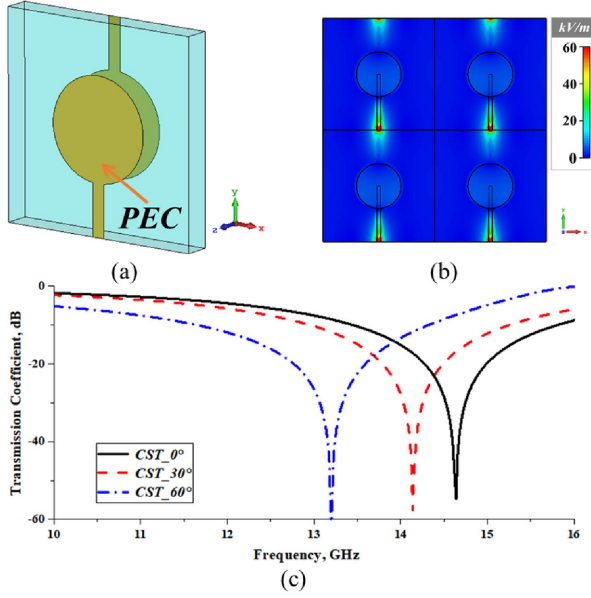 (a)
PEC
y
z
x
kV/m
60
40
20
0
y
x
(b)
Transmission Coefficient, dB
0
-20
-40
-60
CST_0°
CST_30°
CST_60°
10 11 12 13 14 15 16
Frequency, GHz
(c)